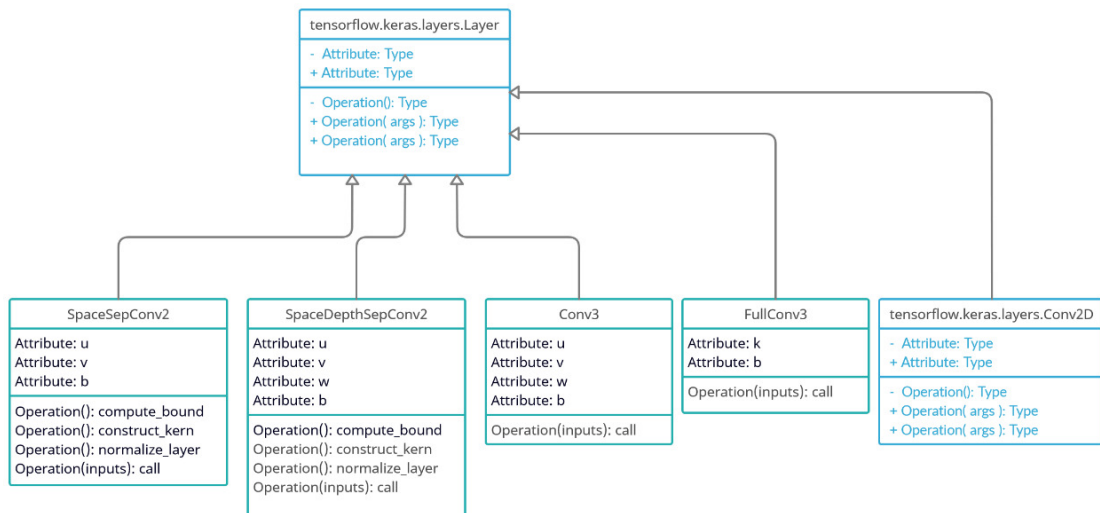 tensorflow.keras.layers.Layer
- Attribute: Type
+ Attribute: Type
- Operation(): Type
+ Operation( args ): Type
+ Operation( args ): Type
SpaceSepConv2
Attribute: u
Attribute: v
Attribute: b
Operation(): compute_bound
Operation(): construct_kern
Operation(): normalize_layer
Operation(inputs): call
SpaceDepthSepConv2
Attribute: u
Attribute: v
Attribute: w
Attribute: b
Operation(): compute_bound
Operation(): construct_kern
Operation(): normalize_layer
Operation(inputs): call
Conv3
Attribute: u
Attribute: v
Attribute: w
Attribute: b
Operation(inputs): call
FullConv3
Attribute: k
Attribute: b
Operation(inputs): call
tensorflow.keras.layers.Conv2D
- Attribute: Type
+ Attribute: Type
- Operation(): Type
+ Operation( args ): Type
+ Operation( args ): Type